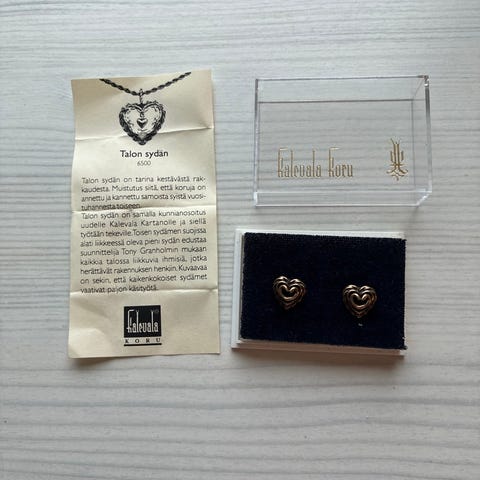 Talon sydän
6500
Talon sydän on tarina kestävästä rak-
kaudesta. Muistutus siitä, että koruja on
annettu ja kannettu samoista syistä vuosi-
tuhannesta toiseen.
Talon sydän on samalla kunnianosoitus
uudelle Kalevala Kartanolle ja siellä
työtään tekeville. Toisen sydämen suojissa
alati liikkeessä oleva pieni sydän edustaa
suunnittelija Tony Granholmin mukaan
kaikkia talossa liikkuvia ihmisiä, jotka
herättävät rakennuksen henkiin. Kuvaavaa
on sekin, että kaikenkokoiset sydämet
vaativat paljon käsityötä.
kalevala
KORU
kalevala koru